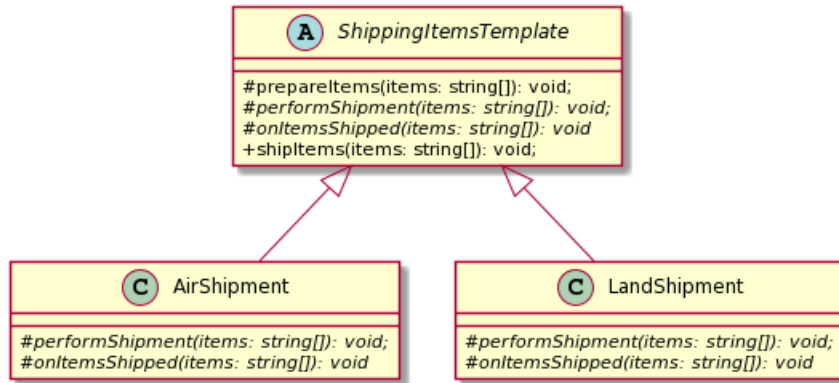 A ShippingItemsTemplate
#prepareItems(items: string[]): void;
#performShipment(items: string[]): void;
#onItemsShipped(items: string[]): void
+shipItems(items: string[]): void;
C AirShipment
#performShipment(items: string[]): void;
#onItemsShipped(items: string[]): void
C LandShipment
#performShipment(items: string[]): void;
#onItemsShipped(items: string[]): void